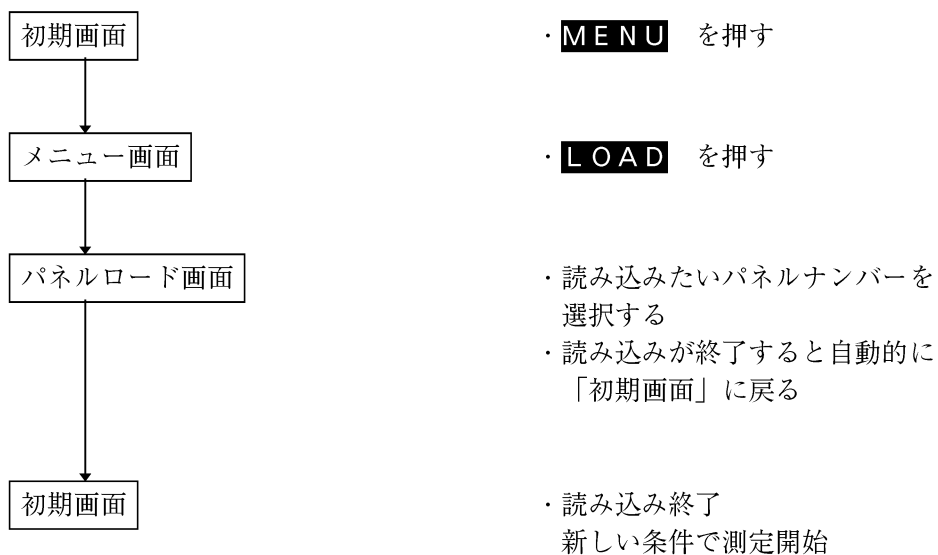 初期画面
・MENU を押す
メニュー画面
・LOAD を押す
パネルロード画面
・読み込みたいパネルナンバーを
選択する
・読み込みが終了すると自動的に
「初期画面」に戻る
初期画面
・読み込み終了
新しい条件で測定開始